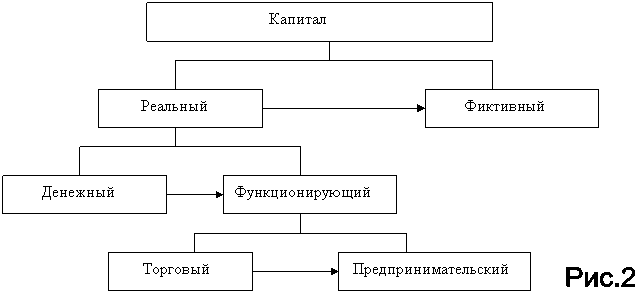 Капитал
Реальный
Фиктивный
Денежный
Функционирующий
Торговый
Предпринимательский
Рис.2